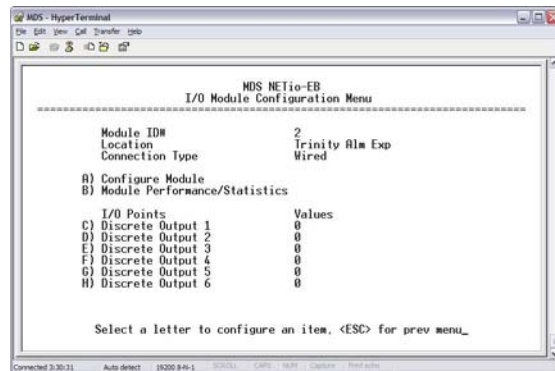 MDS - HyperTerminal
File Edit View Call Transfer Help
MDS NETio-EB
I/O Module Configuration Menu
Module ID# 2
Location Trinity Alm Exp
Connection Type Wired
A) Configure Module
B) Module Performance/Statistics
I/O Points Values
C) Discrete Output 1 0
D) Discrete Output 2 0
E) Discrete Output 3 0
F) Discrete Output 4 0
G) Discrete Output 5 0
H) Discrete Output 6 0
Select a letter to configure an item, <ESC> for prev menu_
Connected 3:30:31 Auto detect 19200 8-N-1 SCROLL CAPS NUM Capture Print echo